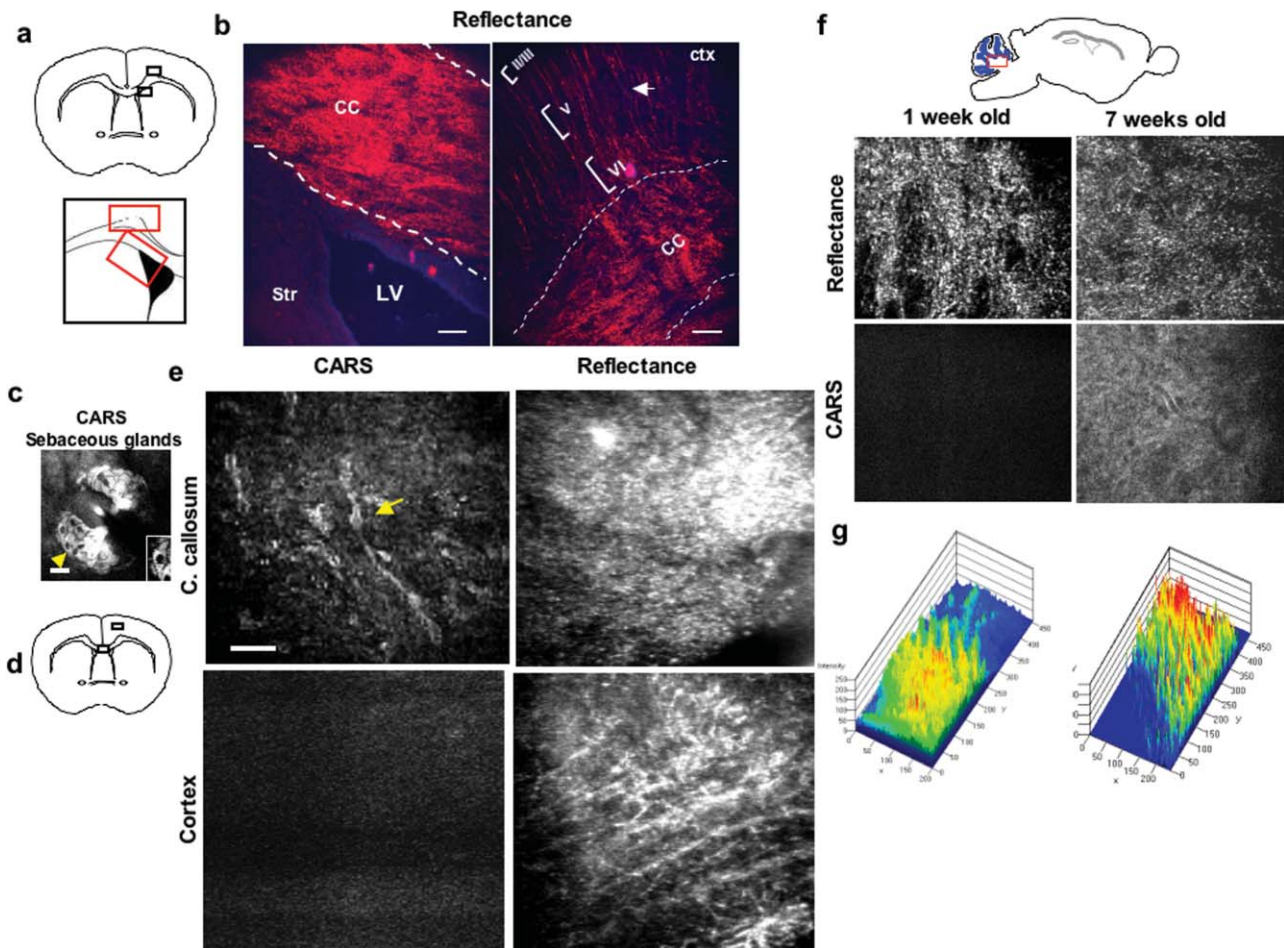 a
b
Reflectance
CC
Str
LV
II/III
V
VI
ctx
CC
c
CARS
Sebaceous glands
d
e
CARS
Reflectance
C. callosum
Cortex
f
1 week old
7 weeks old
Reflectance
CARS
g
Intensity
250
200
150
100
50
0
0
50
100
150
200
x
0
50
100
150
200
250
300
350
400
450
y
0
50
100
150
200
x
0
50
100
150
200
250
300
350
400
450
y